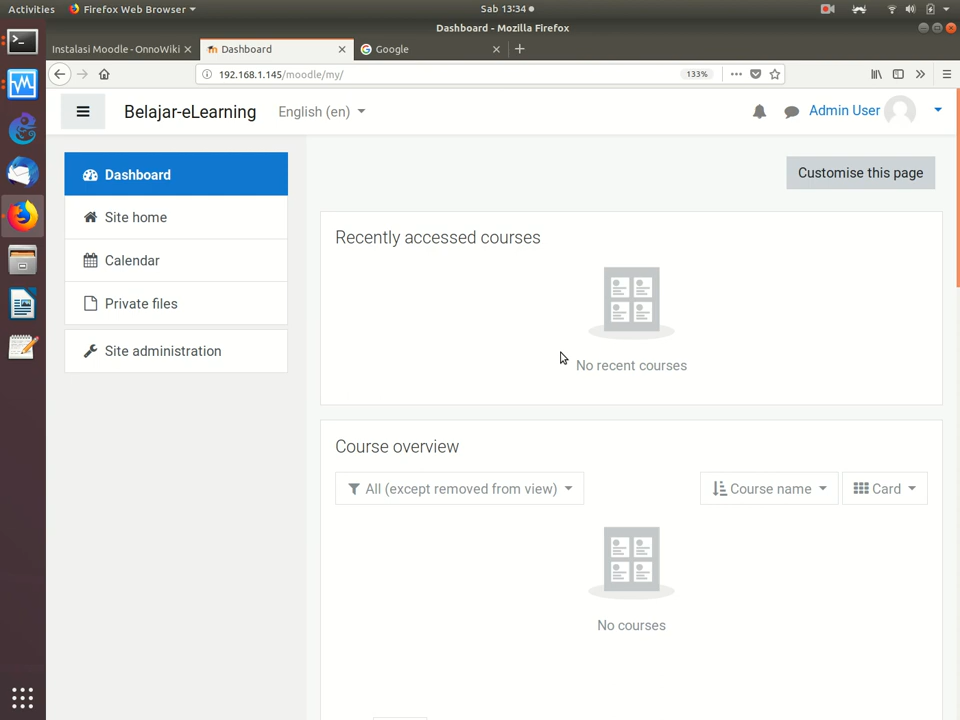 Activities
Firefox Web Browser
Sab 13:34
Dashboard - Mozilla Firefox
Instalasi Moodle - OnnoWiki
Dashboard
Google
192.168.1.145/moodle/my/
133%
Belajar-eLearning
English (en)
Admin User
Dashboard
Site home
Calendar
Private files
Site administration
Customise this page
Recently accessed courses
No recent courses
Course overview
All (except removed from view)
Course name
Card
No courses